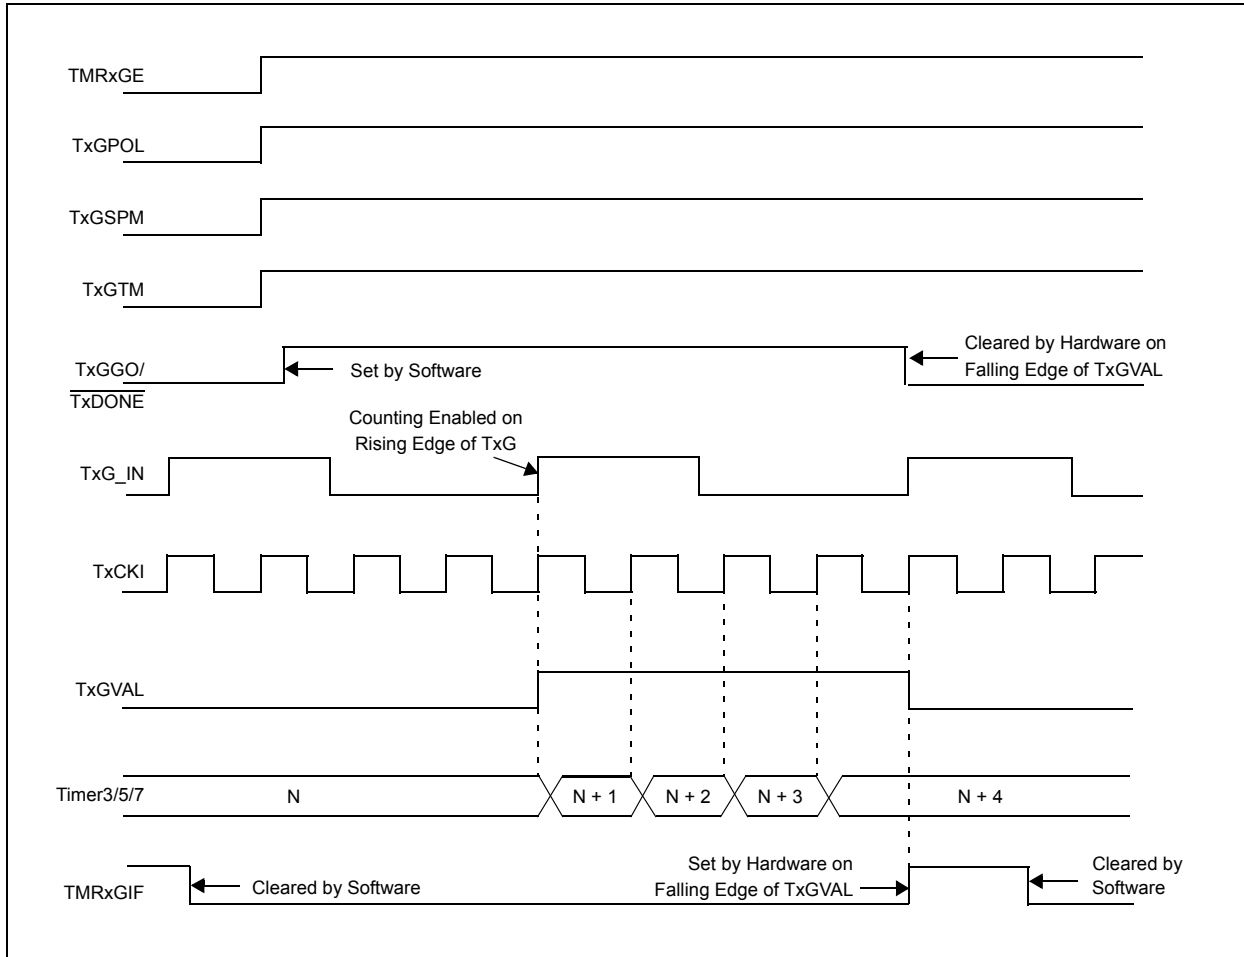 TMRxGE
TxGPOL
TxGSPM
TxGTM
TxGGO/
TxDONE
Set by Software
Cleared by Hardware on
Falling Edge of TxGVAL
Counting Enabled on
Rising Edge of TxG
TxG_IN
TxCKI
TxGVAL
Timer3/5/7
N
N + 1
N + 2
N + 3
N + 4
TMRxGIF
Cleared by Software
Set by Hardware on
Falling Edge of TxGVAL
Cleared by
Software